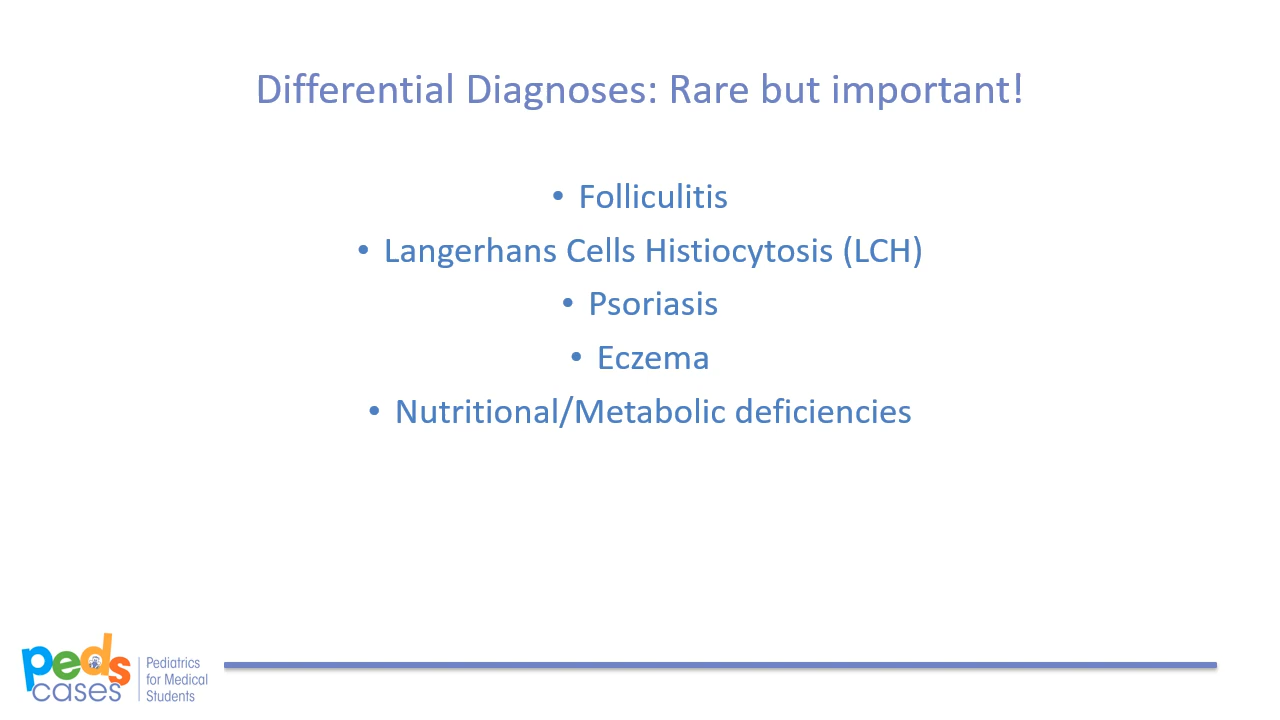 Differential Diagnoses: Rare but important!
• Folliculitis
• Langerhans Cells Histiocytosis (LCH)
• Psoriasis
• Eczema
• Nutritional/Metabolic deficiencies
peds
cases
Pediatrics
for Medical
Students